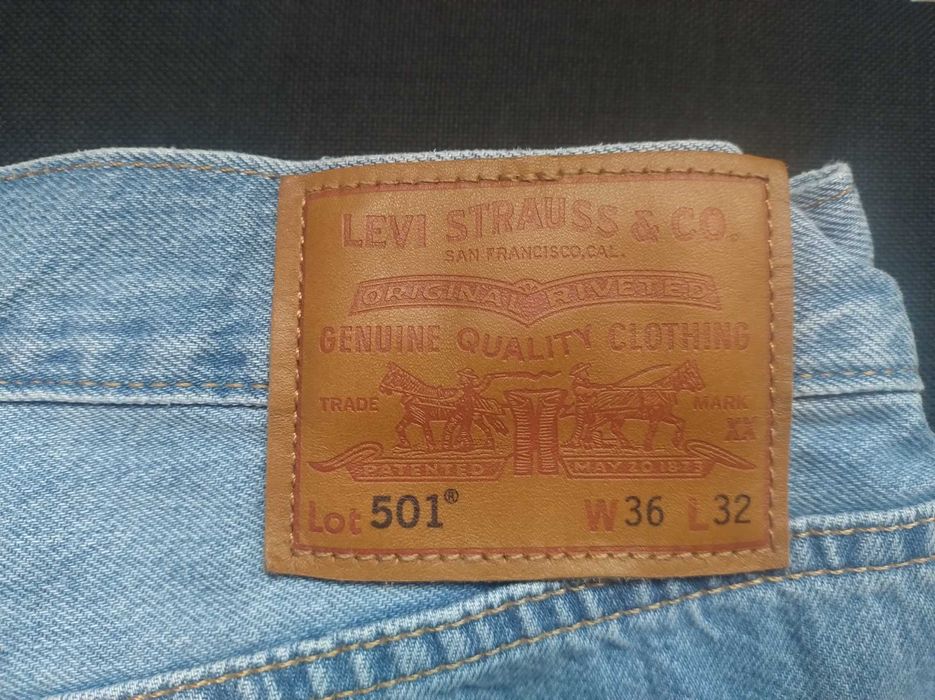 LEVI STRAUSS & CO.
SAN FRANCISCO, CAL.
ORIGINAL RIVETED
GENUINE QUALITY CLOTHING
TRADE MARK
XX
PATENTED MAY 20 1873
Lot 501® W 36 L 32